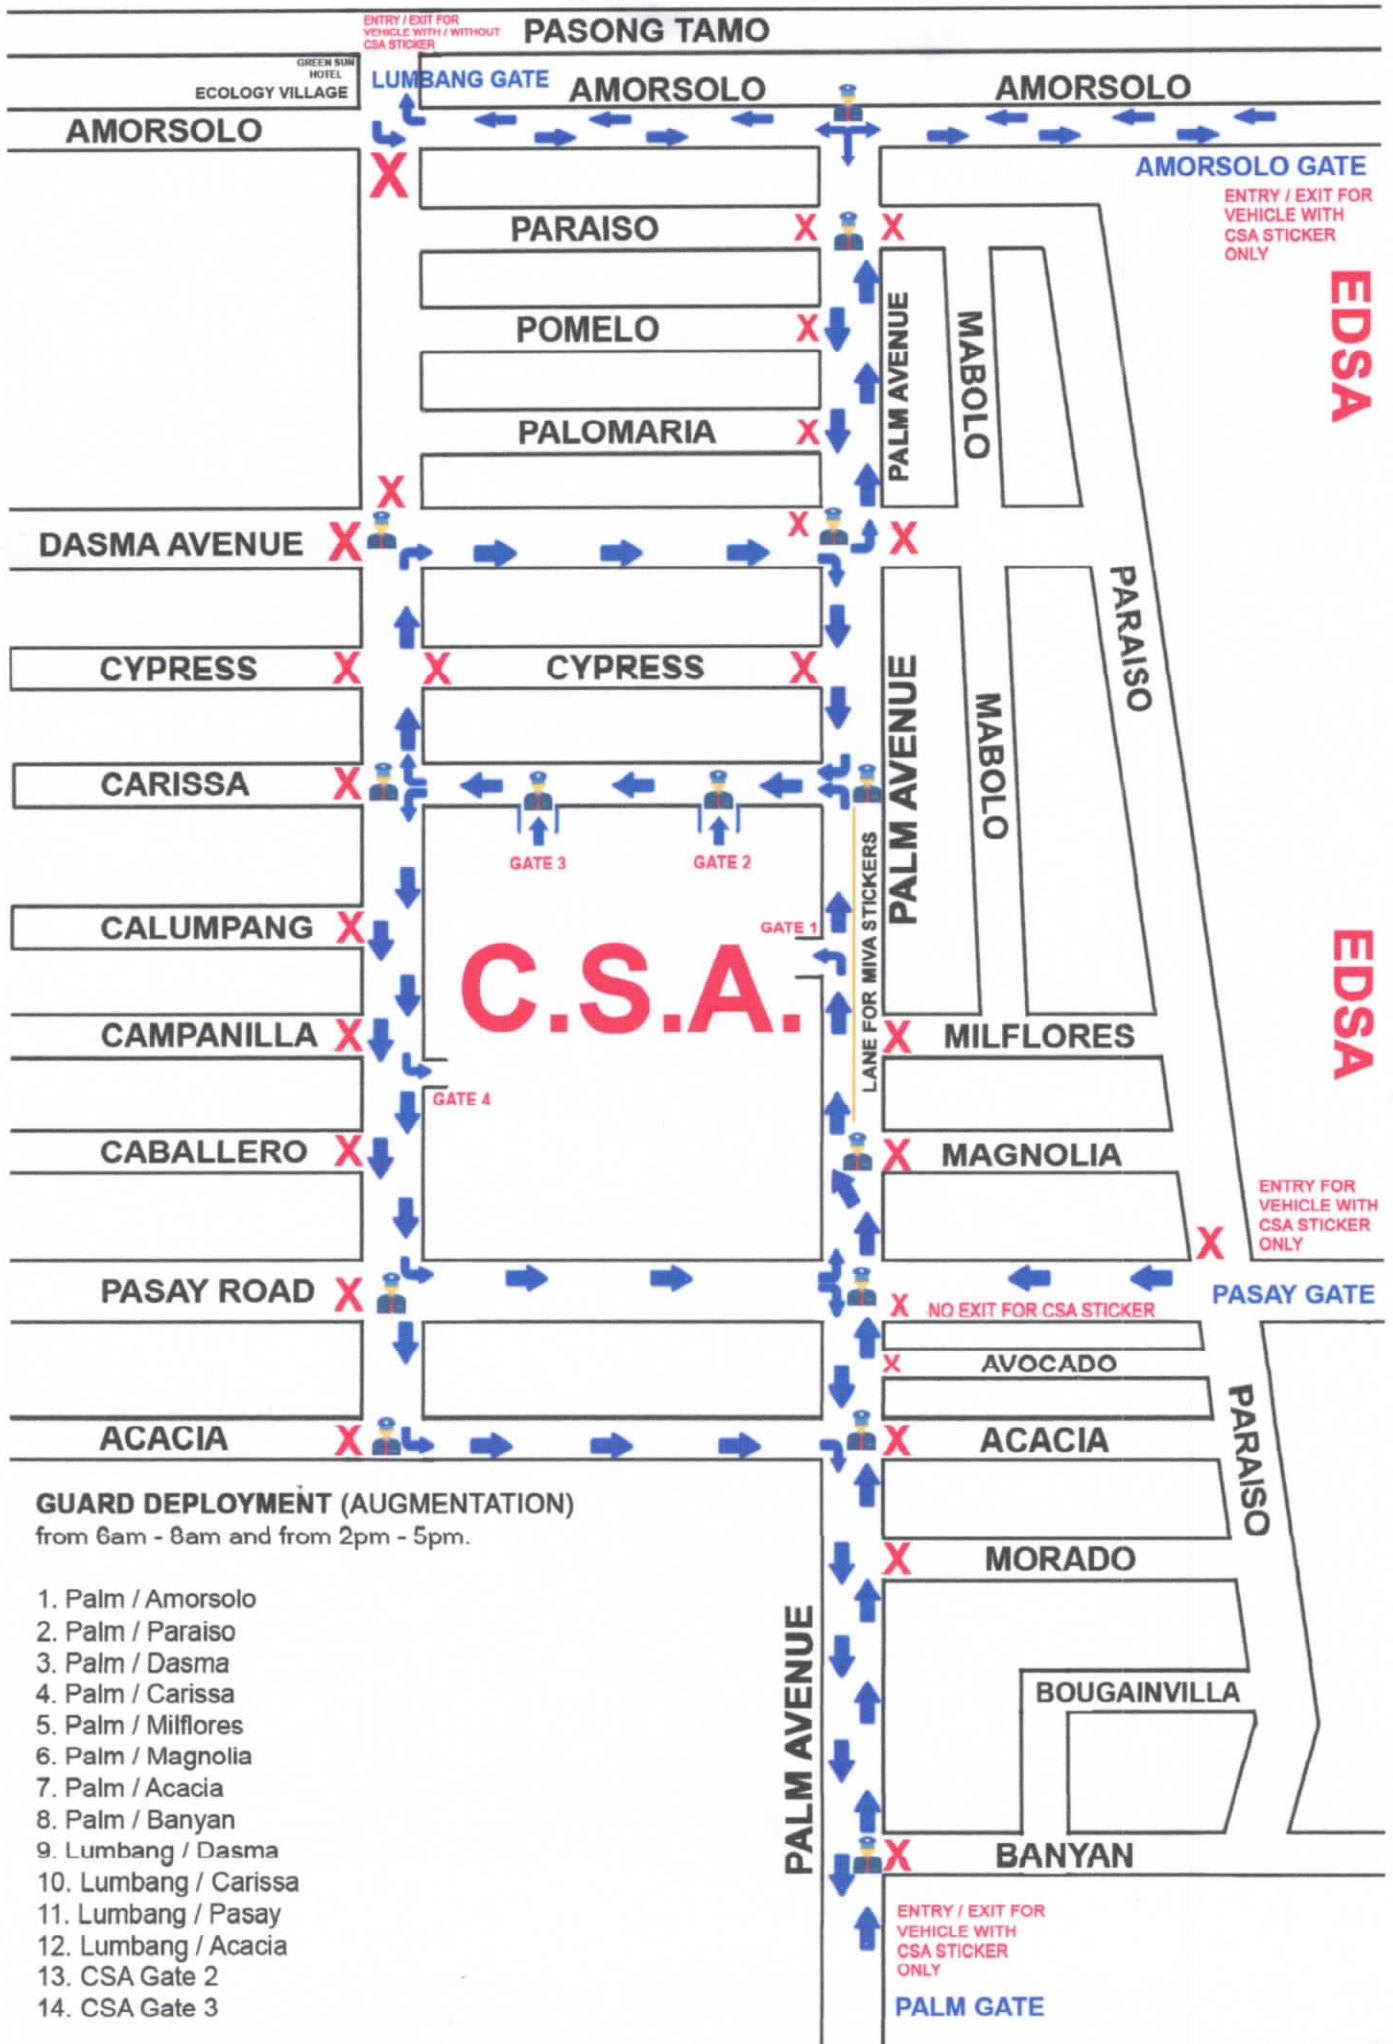 ENTRY / EXIT FOR
VEHICLE WITH / WITHOUT
CSA STICKER
PASONG TAMO
GREEN SUN
HOTEL
ECOLOGY VILLAGE
LUMBANG GATE
AMORSOLO
AMORSOLO
AMORSOLO
AMORSOLO GATE
ENTRY / EXIT FOR
VEHICLE WITH
CSA STICKER
ONLY
X
PARAISO
X
X
EDSA
POMELO
X
PALM AVENUE
MABOLO
PALOMARIA
X
X
DASMA AVENUE
X
X
X
PARAISO
CYPRESS
X
X
CYPRESS
X
PALM AVENUE
MABOLO
CARISSA
X
GATE 3
GATE 2
LANE FOR MIVA STICKERS
CALUMPANG
X
GATE 1
C.S.A.
EDSA
CAMPANILLA
X
X
MILFLORES
GATE 4
CABALLERO
X
X
MAGNOLIA
ENTRY FOR
VEHICLE WITH
CSA STICKER
ONLY
X
PASAY ROAD
X
PASAY GATE
X
NO EXIT FOR CSA STICKER
X
AVOCADO
PARAISO
ACACIA
X
X
ACACIA
GUARD DEPLOYMENT (AUGMENTATION)
from 6am - 8am and from 2pm - 5pm.
X
MORADO
1. Palm / Amorsolo
2. Palm / Paraiso
3. Palm / Dasma
4. Palm / Carissa
5. Palm / Milflores
6. Palm / Magnolia
7. Palm / Acacia
8. Palm / Banyan
9. Lumbang / Dasma
10. Lumbang / Carissa
11. Lumbang / Pasay
12. Lumbang / Acacia
13. CSA Gate 2
14. CSA Gate 3
PALM AVENUE
BOUGAINVILLA
X
BANYAN
ENTRY / EXIT FOR
VEHICLE WITH
CSA STICKER
ONLY
PALM GATE